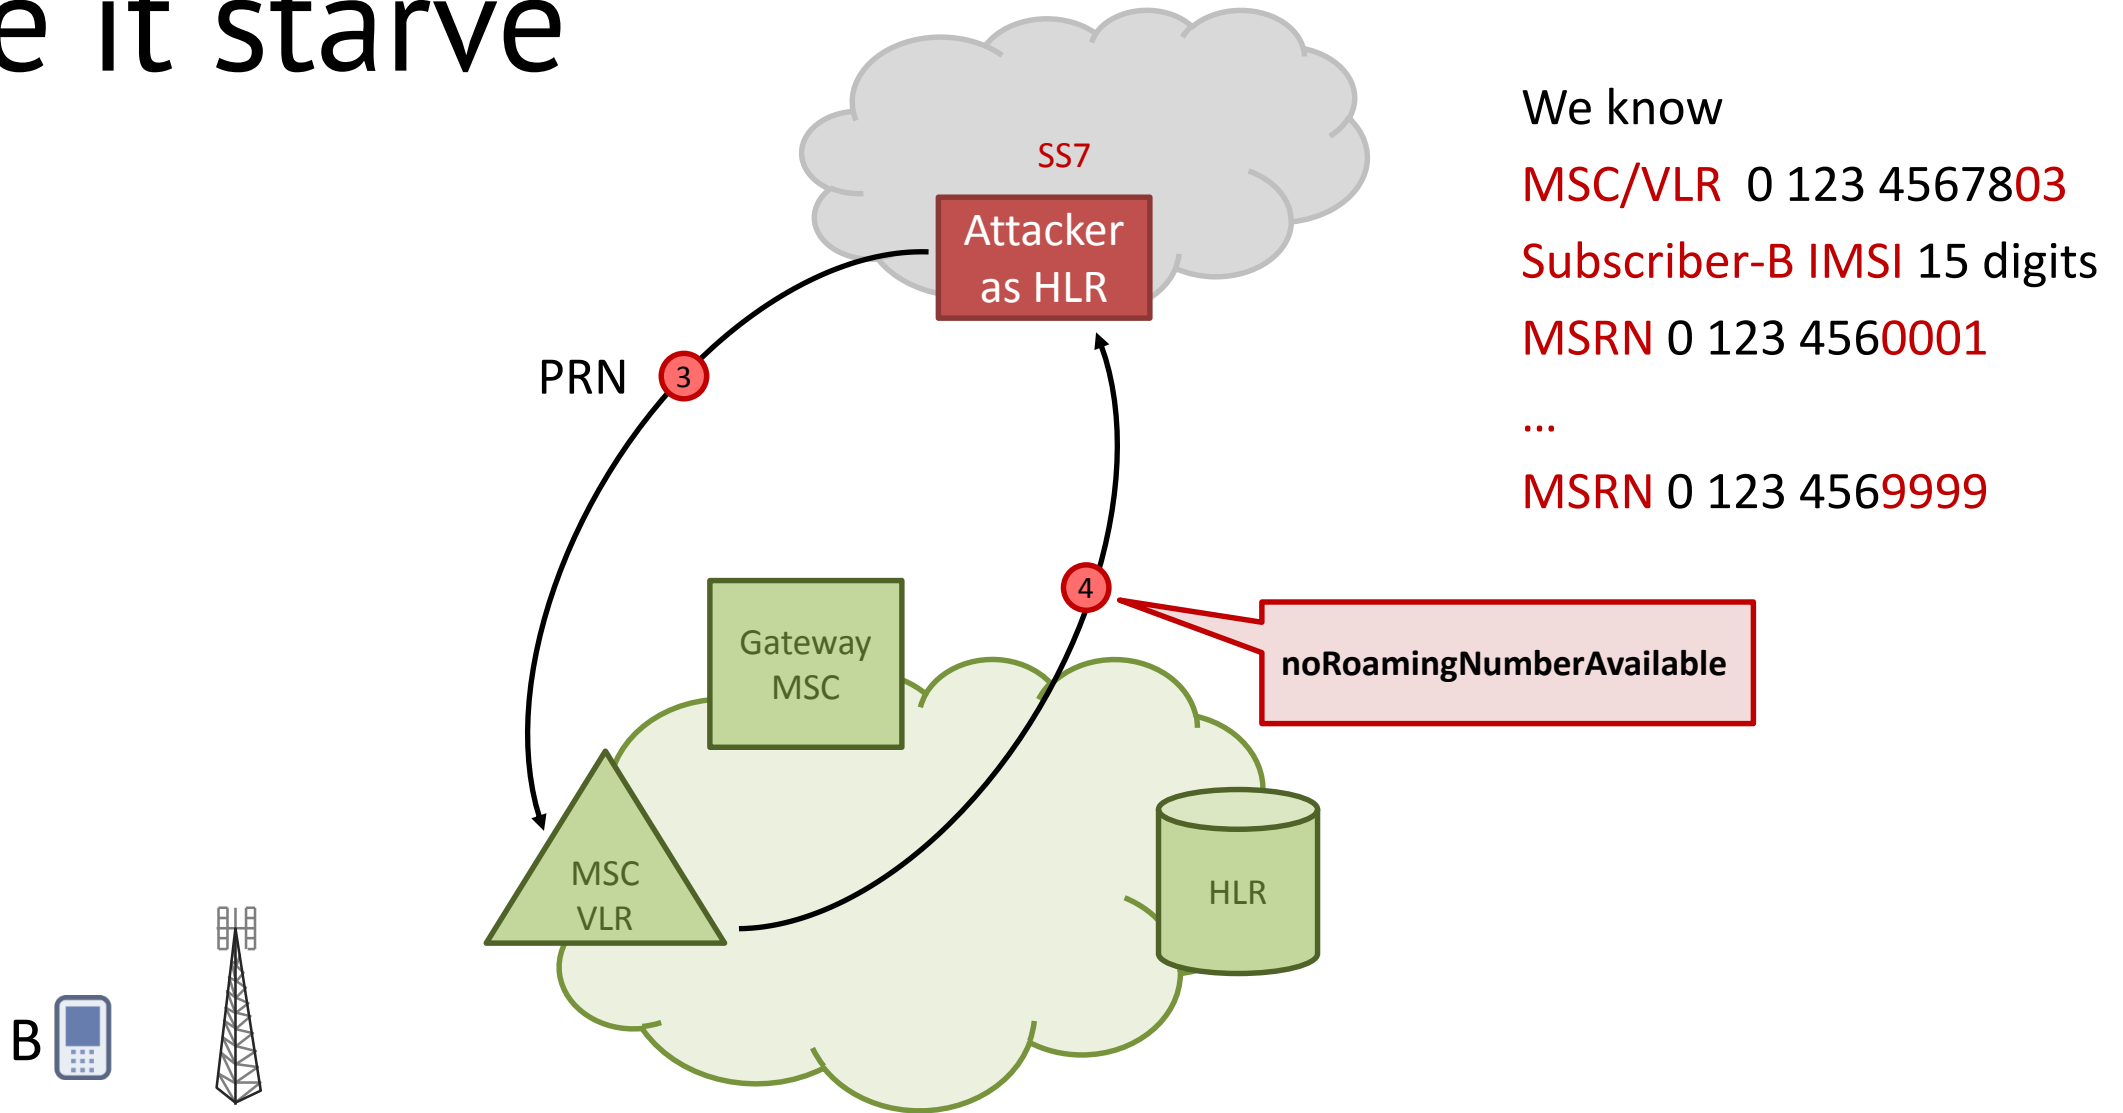 e it starve
SS7
Attacker
as HLR
We know
MSC/VLR 0 123 4567803
Subscriber-B IMSI 15 digits
MSRN 0 123 4560001
...
MSRN 0 123 4569999
PRN
3
4
noRoamingNumberAvailable
Gateway
MSC
MSC
VLR
HLR
B